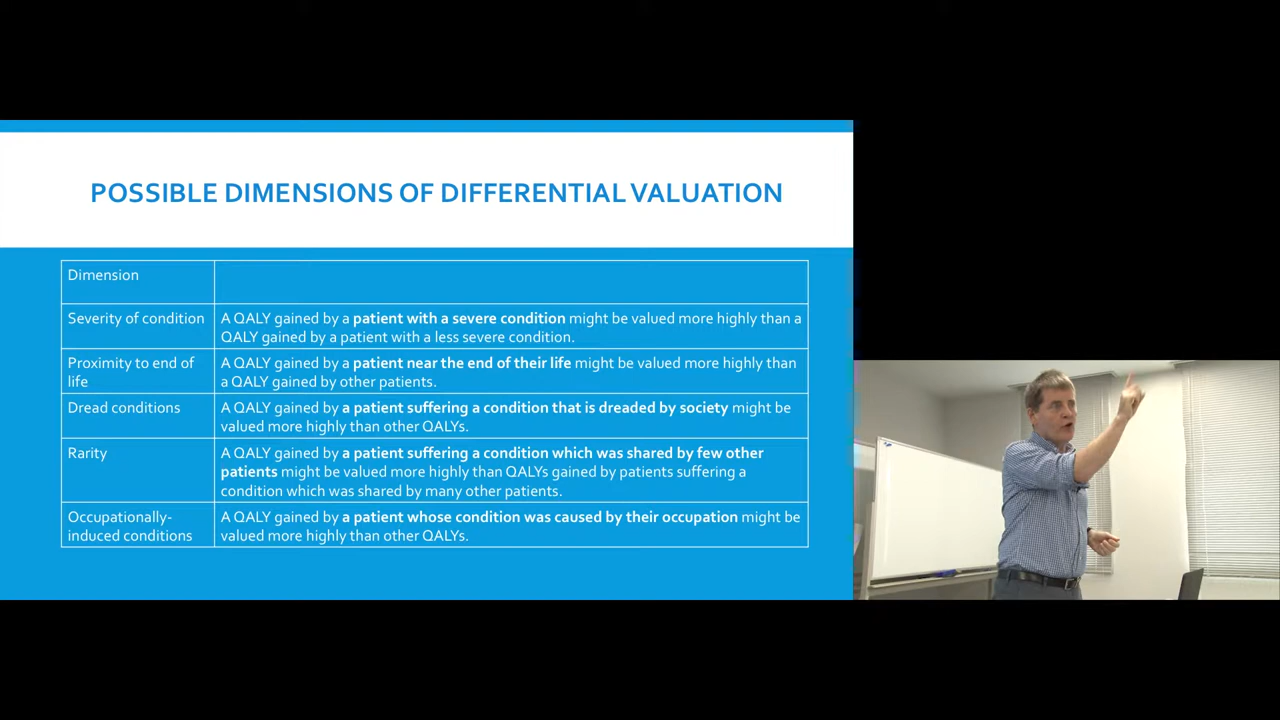 POSSIBLE DIMENSIONS OF DIFFERENTIAL VALUATION
Dimension
Severity of condition
A QALY gained by a patient with a severe condition might be valued more highly than a
QALY gained by a patient with a less severe condition.
Proximity to end of
life
A QALY gained by a patient near the end of their life might be valued more highly than
a QALY gained by other patients.
Dread conditions
A QALY gained by a patient suffering a condition that is dreaded by society might be
valued more highly than other QALYs.
Rarity
A QALY gained by a patient suffering a condition which was shared by few other
patients might be valued more highly than QALYs gained by patients suffering a
condition which was shared by many other patients.
Occupationally-
induced conditions
A QALY gained by a patient whose condition was caused by their occupation might be
valued more highly than other QALYs.